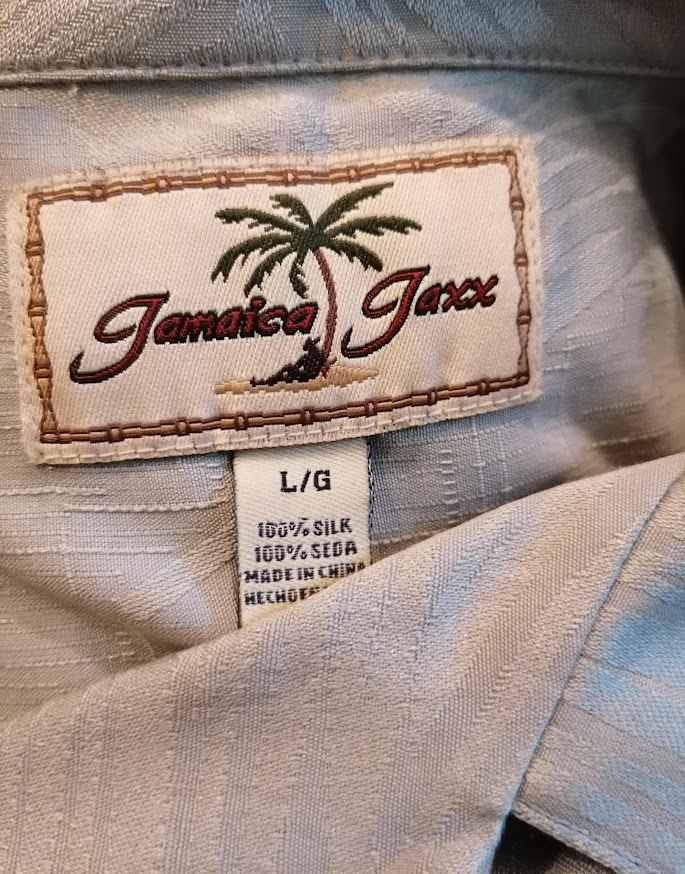 Jamaica Jaxx
L/G
100% SILK
100% SEDA
MADE IN CHINA